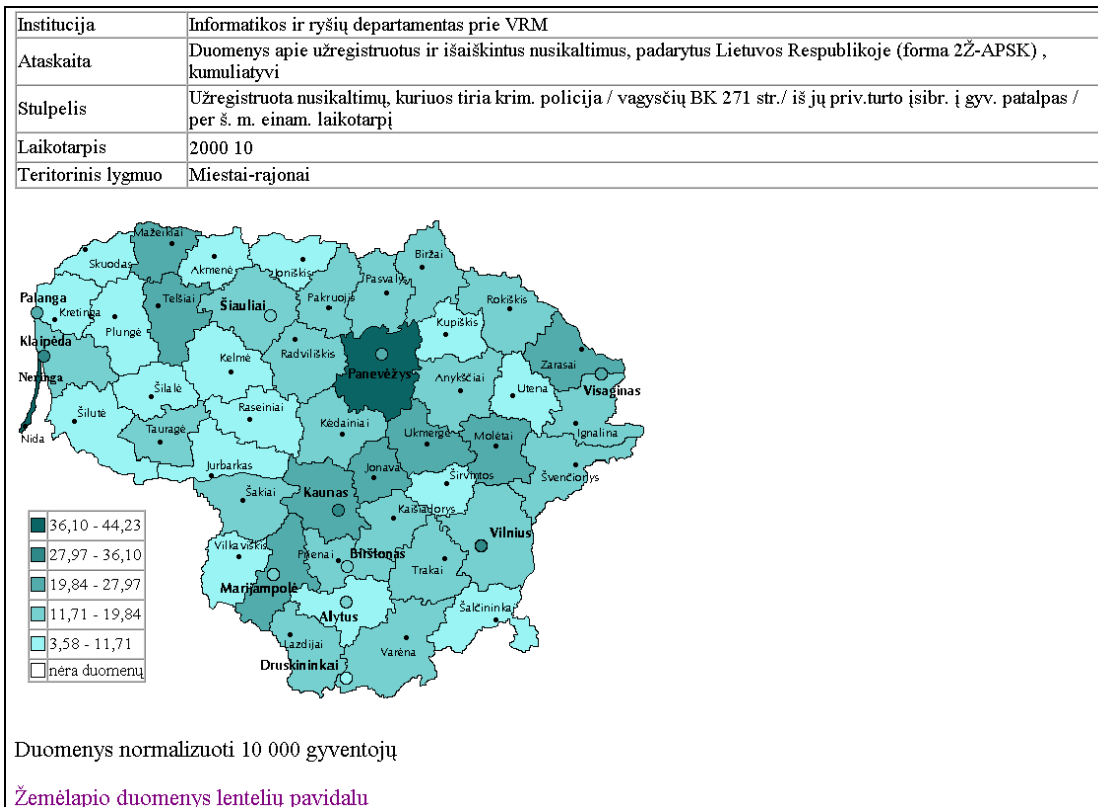 Institucija Informatikos ir ryšių departamentas prie VRM
Ataskaita Duomenys apie užregistruotus ir išaiškintus nusikaltimus, padarytus Lietuvos Respublikoje (forma 2Ž-APSK) ,
kumuliatyvi
Stulpelis Užregistruota nusikaltimų, kuriuos tiria krim. policija / vagysčių BK 271 str./ iš jų priv.turto įsibr. į gyv. patalpas /
per š. m. einam. laikotarpį
Laikotarpis 2000 10
Teritorinis lygmuo Miestai-rajonai
Mažeikiai
Skuodas
Akmenė
Joniškis
Biržai
Pasvalys
Palanga
Kretinga
Telšiai
Šiauliai
Pakruojis
Rokiškis
Plungė
Kupiškis
Klaipėda
Kelmė
Radviliškis
Zarasai
Neringa
Panevėžys
Anykščiai
Utena
Visaginas
Šilalė
Šilutė
Raseiniai
Tauragė
Kėdainiai
Ukmergė
Molėtai
Ignalina
Nida
Jurbarkas
Jonava
Širvintos
Švenčionys
Šakiai
Kaunas
Kaišiadorys
Vilnius
Vilkaviškis
Prienai
Birštonas
Trakai
Marijampolė
Alytus
Šalčininkai
Lazdijai
Varėna
Druskininkai
36,10 - 44,23
27,97 - 36,10
19,84 - 27,97
11,71 - 19,84
3,58 - 11,71
nėra duomenų
Duomenys normalizuoti 10 000 gyventojų
Žemėlapio duomenys lentelių pavidalu